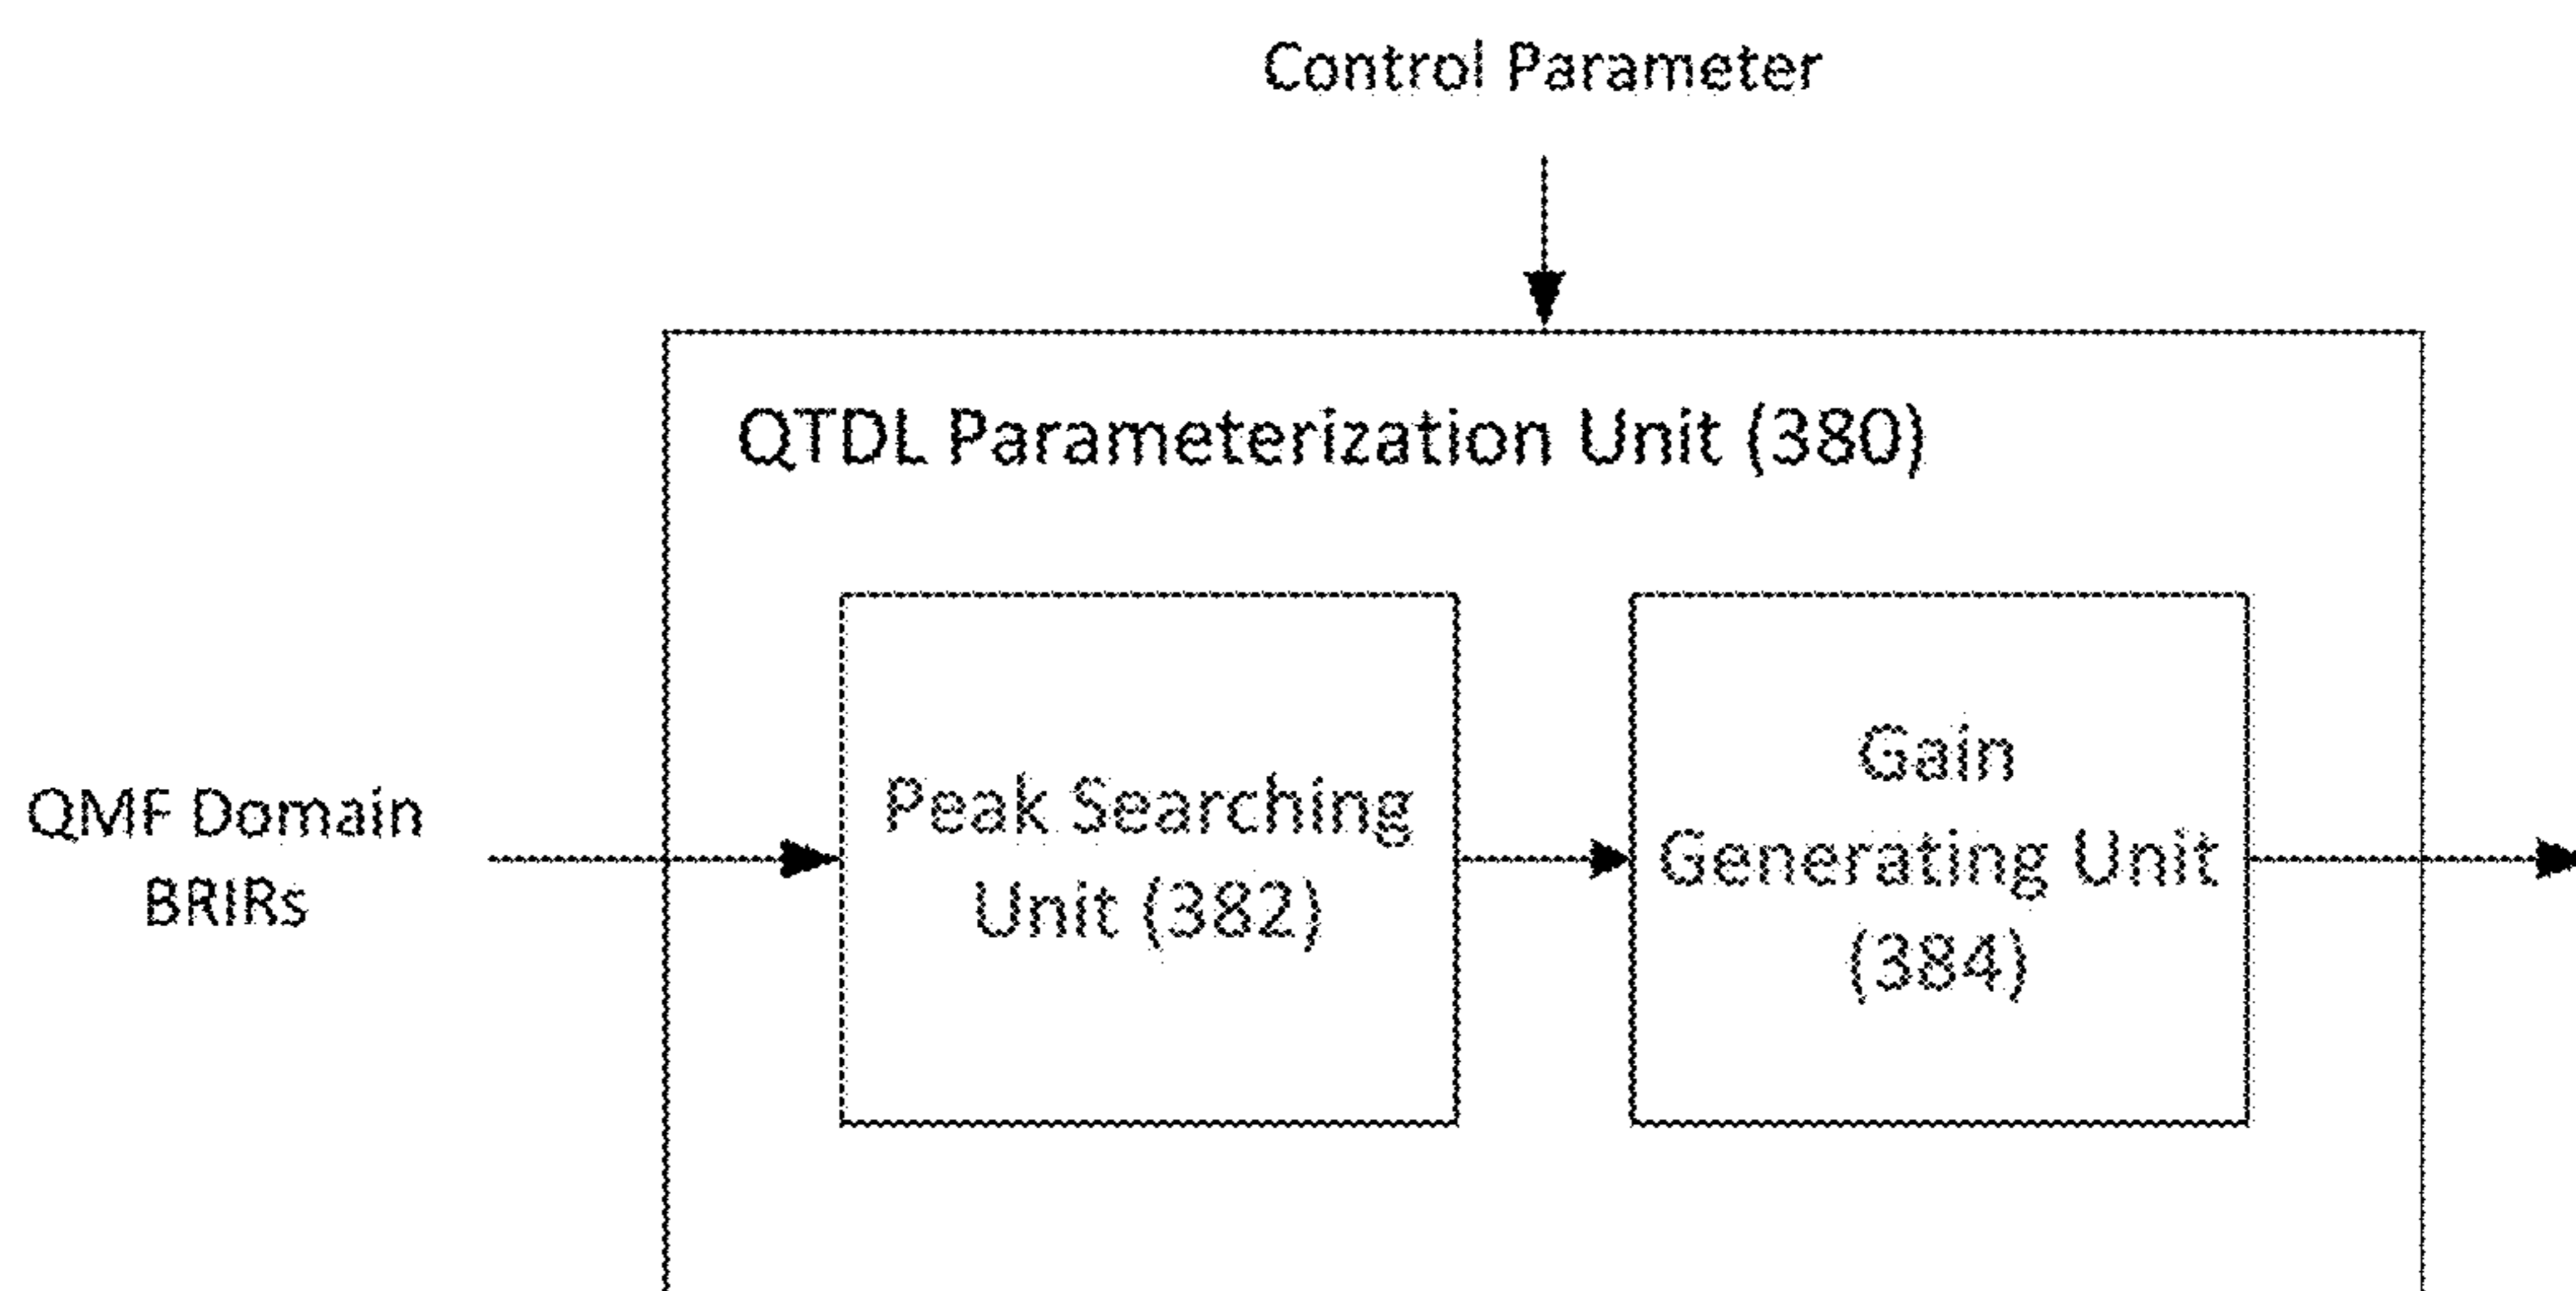 Control Parameter
QTDL Parameterization Unit (380)
QMF Domain
BRIRs
Peak Searching
Unit (382)
Gain
Generating Unit
(384)